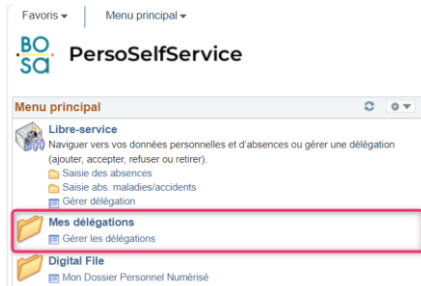 Favoris Menu principal
BO
SA PersoSelfService
Menu principal
Libre-service
Naviguer vers vos données personnelles et d'absences ou gérer une délégation
(ajouter, accepter, refuser ou retirer).
Saisie des absences
Saisie abs. maladies/accidents
Gérer délégation
Mes délégations
Gérer les délégations
Digital File
Mon Dossier Personnel Numérisé